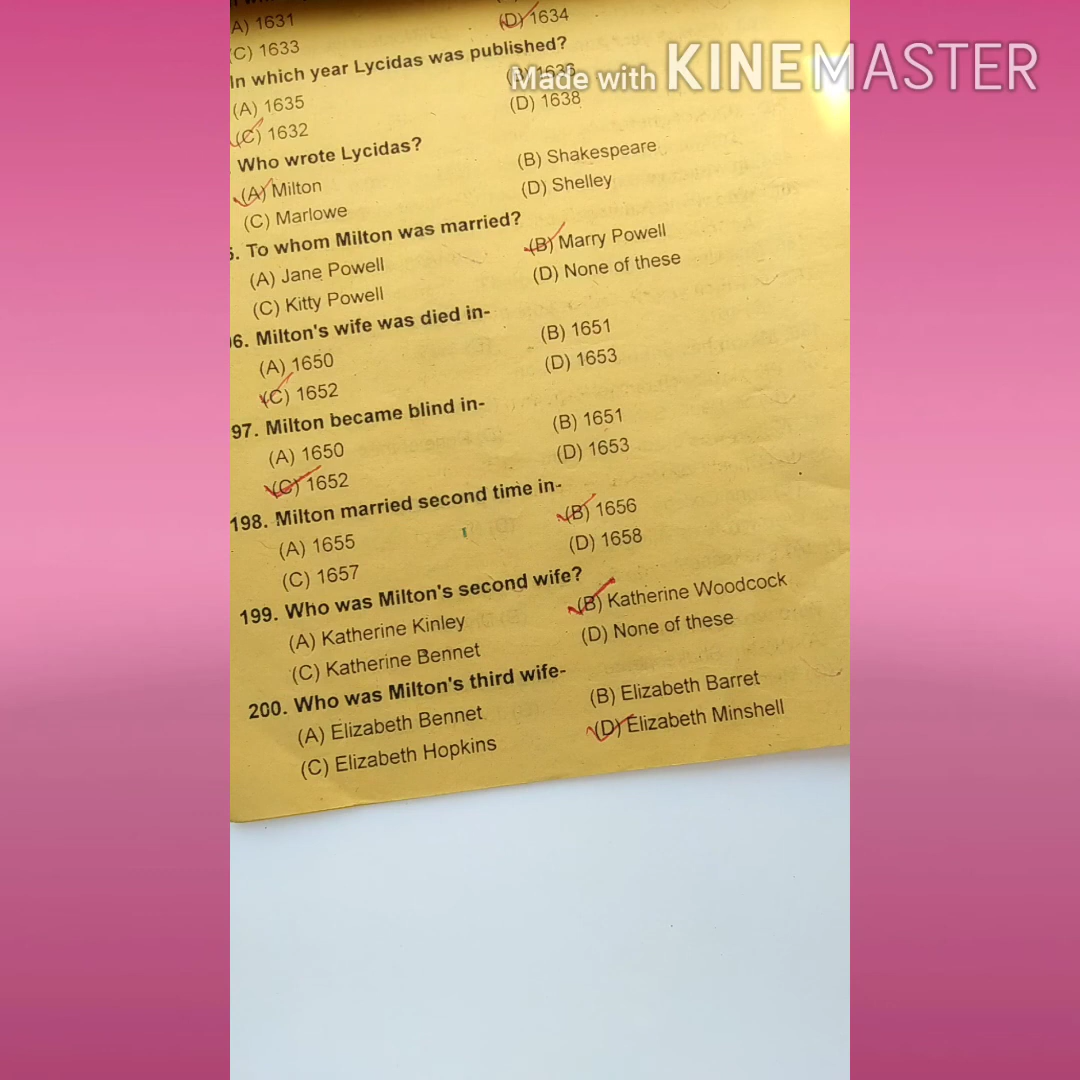 (A) 1631
(D) 1634
(C) 1633
In which year Lycidas was published?
Made with KINEMASTER
(A) 1635
(B) 1636
(D) 1638
(C) 1632
Who wrote Lycidas?
(B) Shakespeare
(A) Milton
(D) Shelley
(C) Marlowe
5. To whom Milton was married?
(B) Marry Powell
(A) Jane Powell
(D) None of these
(C) Kitty Powell
96. Milton's wife was died in-
(B) 1651
(A) 1650
(D) 1653
(C) 1652
97. Milton became blind in-
(B) 1651
(A) 1650
(D) 1653
(C) 1652
198. Milton married second time in-
(B) 1656
(A) 1655
(D) 1658
(C) 1657
199. Who was Milton's second wife?
(B) Katherine Woodcock
(A) Katherine Kinley
(D) None of these
(C) Katherine Bennet
200. Who was Milton's third wife-
(B) Elizabeth Barret
(A) Elizabeth Bennet
(D) Elizabeth Minshell
(C) Elizabeth Hopkins